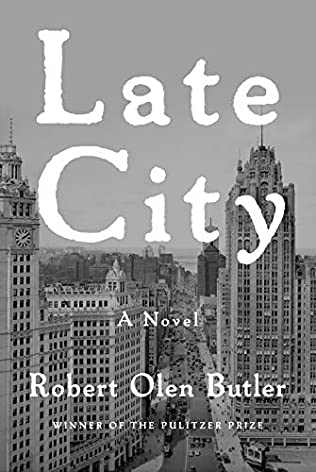 Late
City
A Novel
Robert Olen Butler
WINNER OF THE PULITZER PRIZE